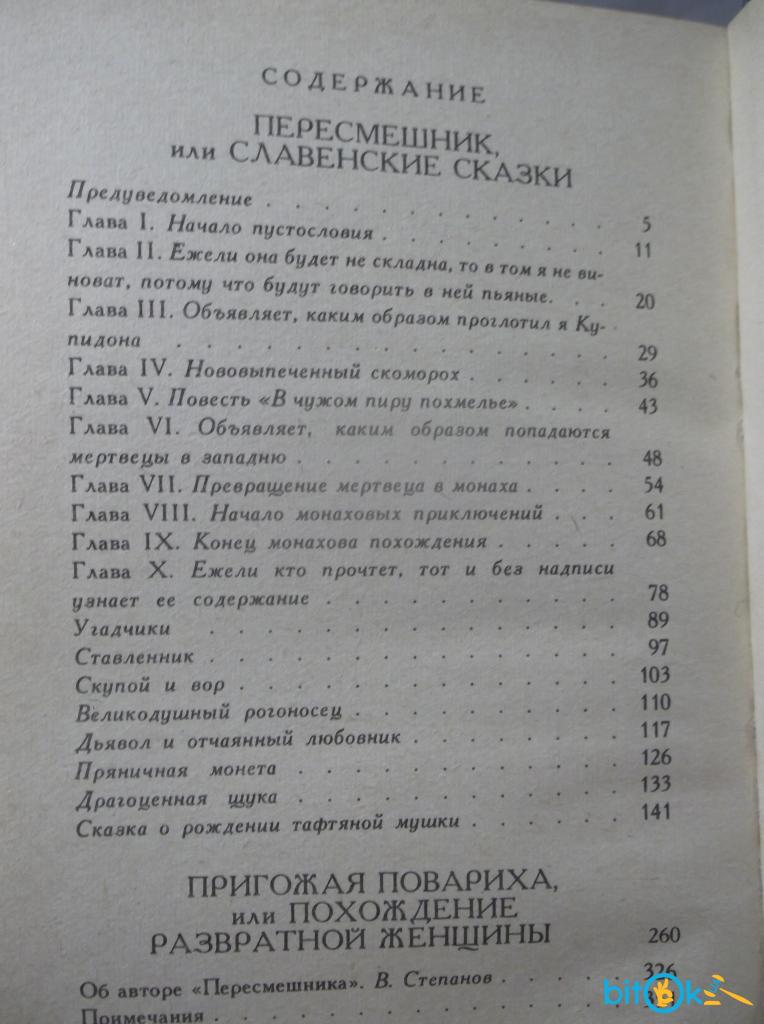 СОДЕРЖАНИЕ
ПЕРЕСМЕШНИК,
или СЛАВЕНСКИЕ СКАЗКИ
Предуведомление . . . . . . . . . . . . . 5
Глава I. Начало пустословия . . . . . . . . 11
Глава II. Ежели она будет не складна, то в том я не ви-
новат, потому что будут говорить в ней пьяные. . . 20
Глава III. Объявляет, каким образом проглотил я Ку-
пидона . . . . . . . . . . . . . . 29
Глава IV. Нововыпеченный скоморох . . . . . . 36
Глава V. Повесть «В чужом пиру похмелье» . . . . 43
Глава VI. Объявляет, каким образом попадаются
мертвецы в западню . . . . . . . . . . . 48
Глава VII. Превращение мертвеца в монаха . . . . 54
Глава VIII. Начало монаховых приключений . . . 61
Глава IX. Конец монахова похождения . . . . . 68
Глава X. Ежели кто прочтет, тот и без надписи
узнает ее содержание . . . . . . . . . . 78
Угадчики . . . . . . . . . . . . . . 89
Ставленник . . . . . . . . . . . . . . 97
Скупой и вор . . . . . . . . . . . . . 103
Великодушный рогоносец . . . . . . . . . 110
Дьявол и отчаянный любовник . . . . . . . 117
Пряничная монета . . . . . . . . . . . 126
Драгоценная щука . . . . . . . . . . . 133
Сказка о рождении тафтяной мушки . . . . . . 141
ПРИГОЖАЯ ПОВАРИХА,
или ПОХОЖДЕНИЕ
РАЗВРАТНОЙ ЖЕНЩИНЫ 260
Об авторе «Пересмешника». В. Степанов . . . . . 326
Примечания . . . . . . . . . . . . . .
bitok